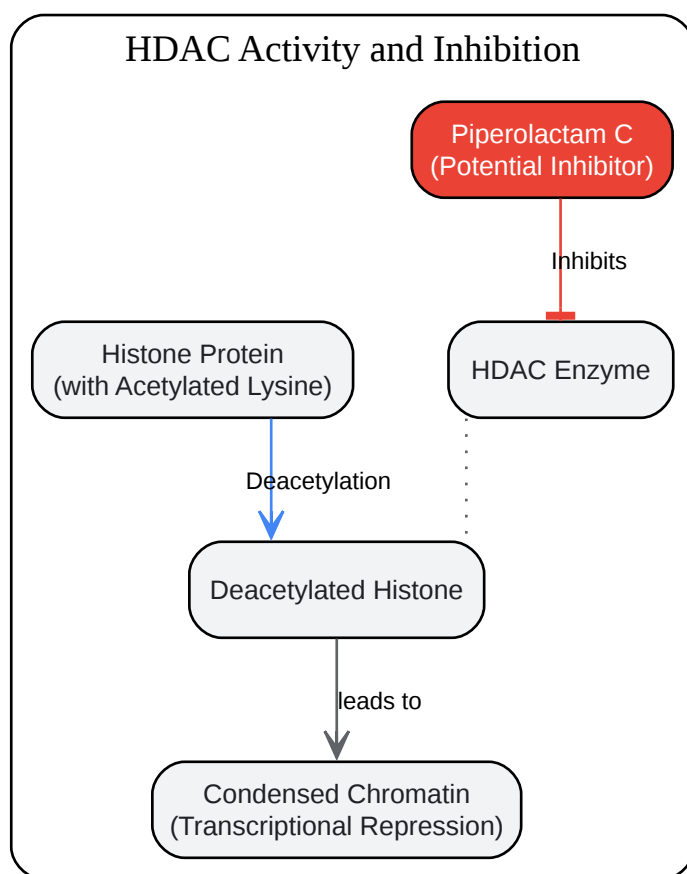 HDAC Activity and Inhibition
Piperolactam C
(Potential Inhibitor)
Inhibits
Histone Protein
(with Acetylated Lysine)
HDAC Enzyme
Deacetylation
Deacetylated Histone
leads to
Condensed Chromatin
(Transcriptional Repression)